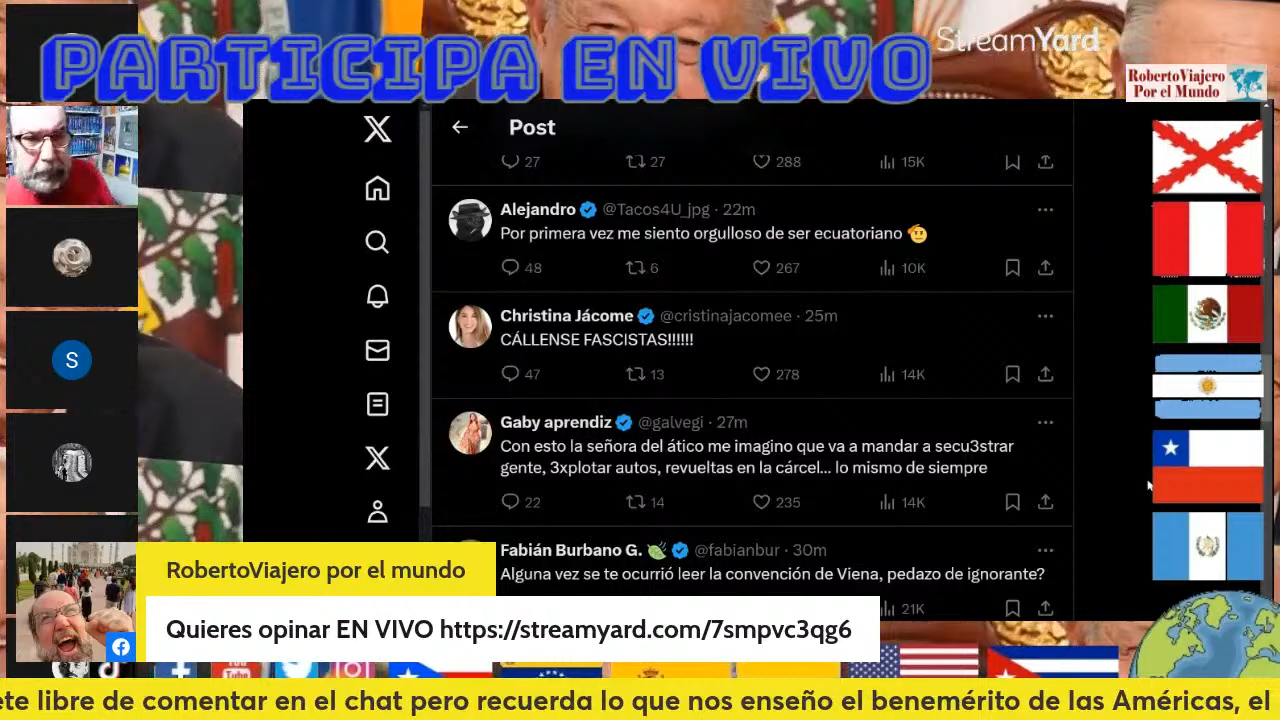 PARTICIPA EN VIVO
StreamYard
RobertoViajero
Por el Mundo
Post
27 27 288 15K
Alejandro @Tacos4U_jpg · 22m
Por primera vez me siento orgulloso de ser ecuatoriano
48 6 267 10K
Christina Jácome @cristinajacomee · 25m
CÁLLENSE FASCISTAS!!!!!!
47 13 278 14K
Gaby aprendiz @galvegi · 27m
Con esto la señora del ático me imagino que va a mandar a secu3strar
gente, 3xplotar autos, revueltas en la cárcel... lo mismo de siempre
22 14 235 14K
Fabián Burbano G. @fabianbur · 30m
Alguna vez se te ocurrió leer la convención de Viena, pedazo de ignorante?
21K
S
RobertoViajero por el mundo
Quieres opinar EN VIVO https://streamyard.com/7smpvc3qg6
You
Tube
ete libre de comentar en el chat pero recuerda lo que nos enseño el benemérito de las Américas, el